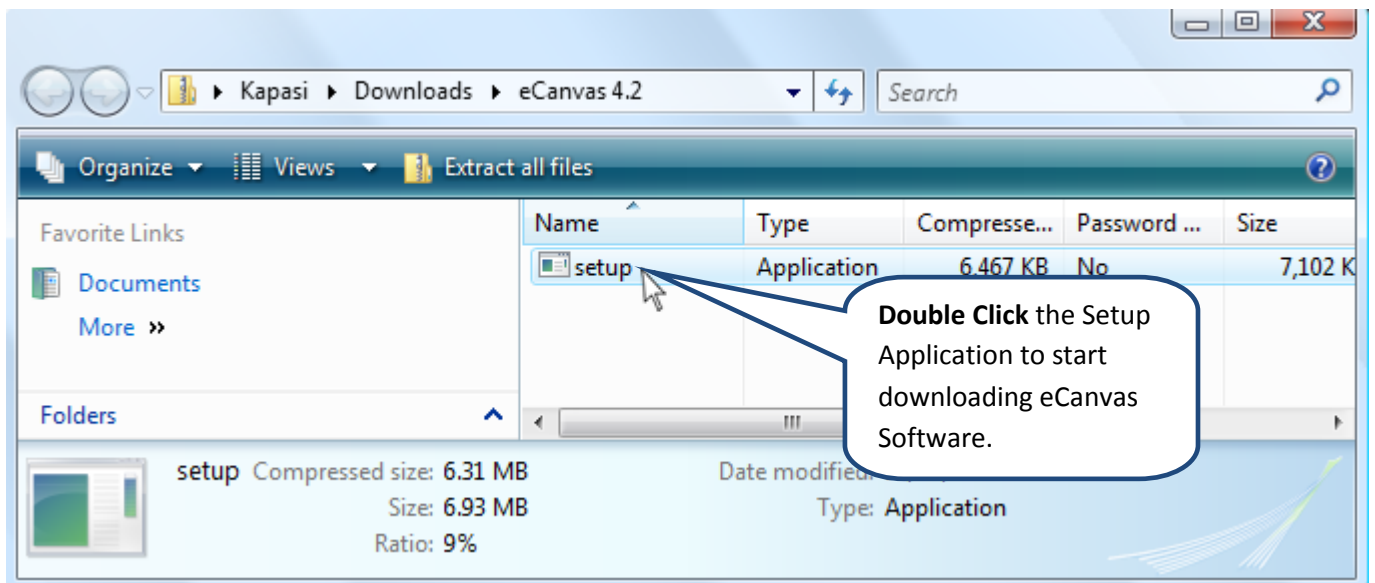 Kapasi ▸ Downloads ▸ eCanvas 4.2
Search
Organize
Views
Extract all files
Favorite Links
Documents
More »
Folders
Name Type Compresse... Password ... Size
setup Application 6,467 KB No 7,102 K
Double Click the Setup
Application to start
downloading eCanvas
Software.
setup Compressed size: 6.31 MB
Size: 6.93 MB
Ratio: 9%
Date modified:
Type: Application